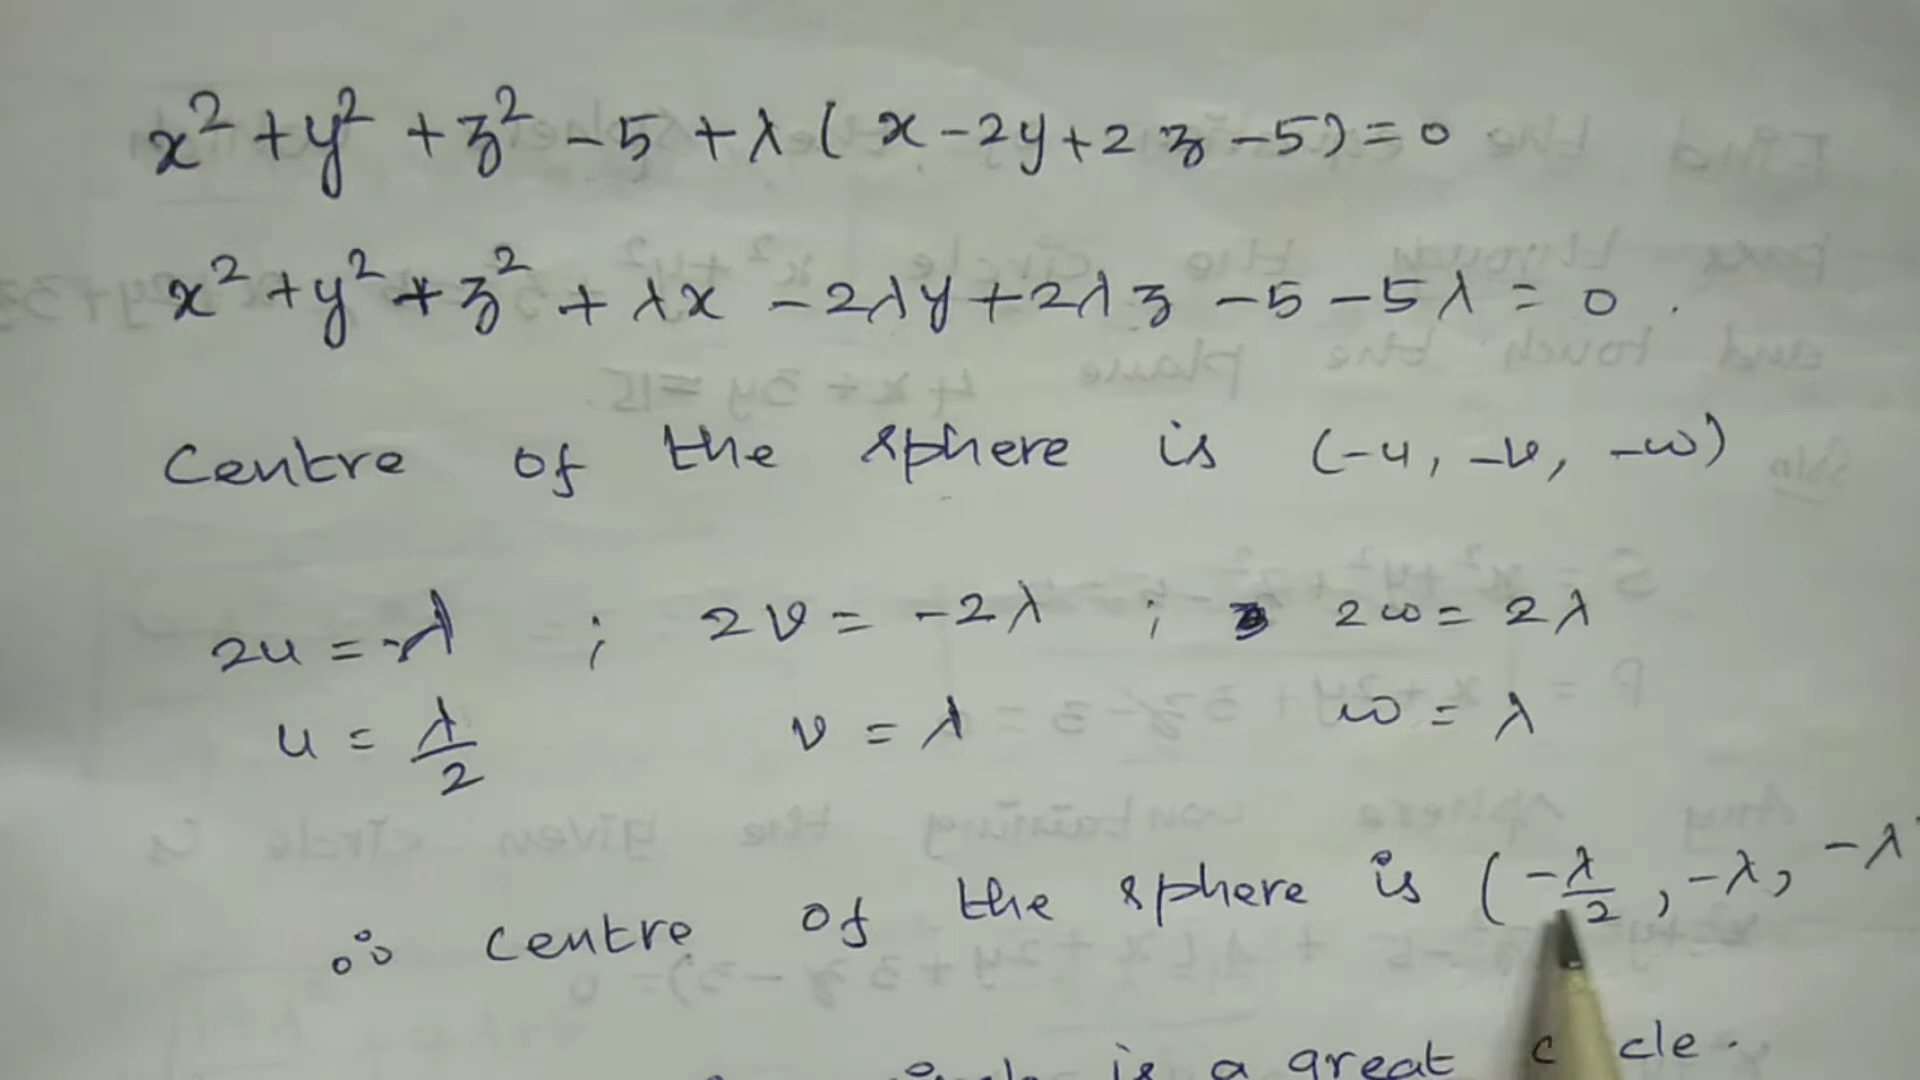 x² + y² + z² - 5 + λ ( x - 2y + 2z - 5) = 0
x² + y² + z² + λx - 2λy + 2λz - 5 - 5λ = 0.
Centre of the sphere is (-u, -v, -w)
2u = -λ ; 2v = -2λ ; 2w = 2λ
u = λ/2 v = λ w = λ
∴ centre of the sphere is (-λ/2, -λ, -λ
is a great c cle.